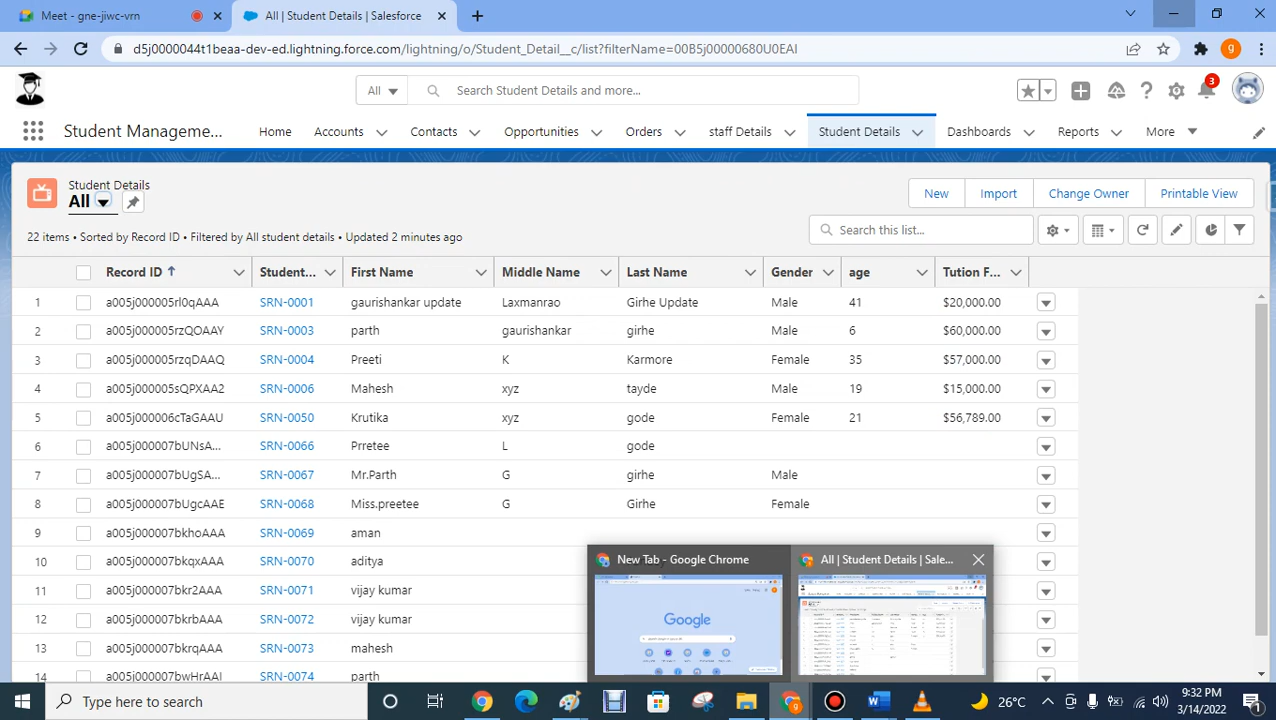 Meet - gne-jiwc-vrn
All | Student Details | Salesforce
d5j0000044t1beaa-dev-ed.lightning.force.com/lightning/o/Student_Detail__c/list?filterName=00B5j00000680U0EAI
9
All
Search Student Details and more...
3
Student Manageme...
Home
Accounts
Contacts
Opportunities
Orders
staff Details
Student Details
Dashboards
Reports
More
Student Details
All
New
Import
Change Owner
Printable View
22 items • Sorted by Record ID • Filtered by All student details • Updated 2 minutes ago
Search this list...
Record ID Student... First Name Middle Name Last Name Gender age Tution F...
1 a005j000005rl0qAAA SRN-0001 gaurishankar update Laxmanrao Girhe Update Male 41 $20,000.00
2 a005j000005rzQOAAY SRN-0003 parth gaurishankar girhe Male 6 $60,000.00
3 a005j000005rzqDAAQ SRN-0004 Preeti K Karmore Female 35 $57,000.00
4 a005j000005sQPXAA2 SRN-0006 Mahesh xyz tayde Male 19 $15,000.00
5 a005j000006cTaGAAU SRN-0050 Krutika xyz gode Female 21 $56,789.00
6 a005j000007bUNsA... SRN-0066 Prretee L gode
7 a005j000007bUgSA... SRN-0067 Mr.Parth G girhe Male
8 a005j000007bUgcAAE SRN-0068 Miss.preetee G Girhe Female
9 a005j000007bkhoAAA SRN-0069 aman
10 a005j000007bkqxAAA SRN-0070 aditya
11 a005j000007bkr2AAA SRN-0071 vijay kumar
12 SRN-0072 vijay kumar
13 a005j000007bkrqAAA SRN-0073 mahesh
a005j000007bwHrAAI parth
New Tab - Google Chrome
All | Student Details | Sale...
Google
Type here to search
9
26°C
9:32 PM
3/14/2022
1